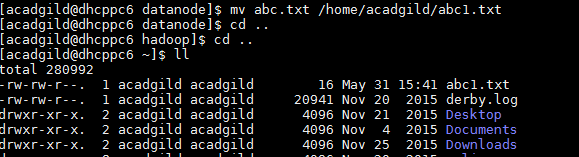 [acadgild@dhcppc6 datanode]$ mv abc.txt /home/acadgild/abc1.txt
[acadgild@dhcppc6 datanode]$ cd ..
[acadgild@dhcppc6 hadoop]$ cd ..
[acadgild@dhcppc6 ~]$ ll
total 280992
-rw-rw-r--. 1 acadgild acadgild 16 May 31 15:41 abc1.txt
-rw-rw-r--. 1 acadgild acadgild 20941 Nov 20 2015 derby.log
drwxr-xr-x. 2 acadgild acadgild 4096 Nov 21 2015 Desktop
drwxr-xr-x. 2 acadgild acadgild 4096 Nov 4 2015 Documents
drwxr-xr-x. 2 acadgild acadgild 4096 Nov 25 2015 Downloads